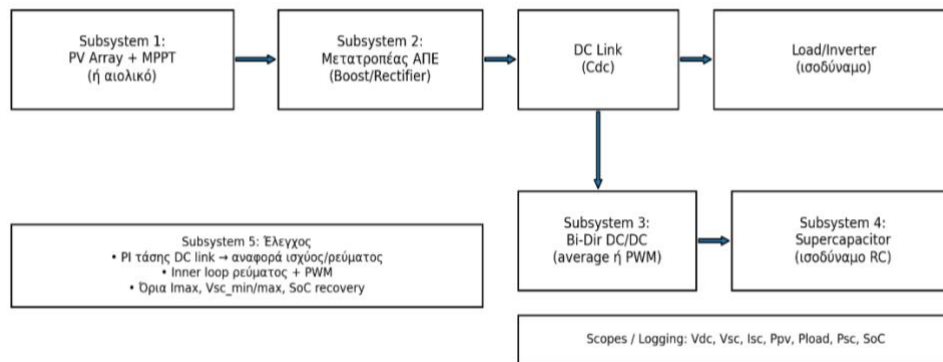 Subsystem 1:
PV Array + MPPT
(ή αιολικό)
Subsystem 2:
Μετατροπέας ΑΠΕ
(Boost/Rectifier)
DC Link
(Cdc)
Load/Inverter
(ισοδύναμο)
Subsystem 3:
Bi-Dir DC/DC
(average ή PWM)
Subsystem 4:
Supercapacitor
(ισοδύναμο RC)
Subsystem 5: Έλεγχος
• PI τάσης DC link → αναφορά ισχύος/ρεύματος
• Inner loop ρεύματος + PWM
• Όρια Imax, Vsc_min/max, SoC recovery
Scopes / Logging: Vdc, Vsc, Isc, Ppv, Pload, Psc, SoC